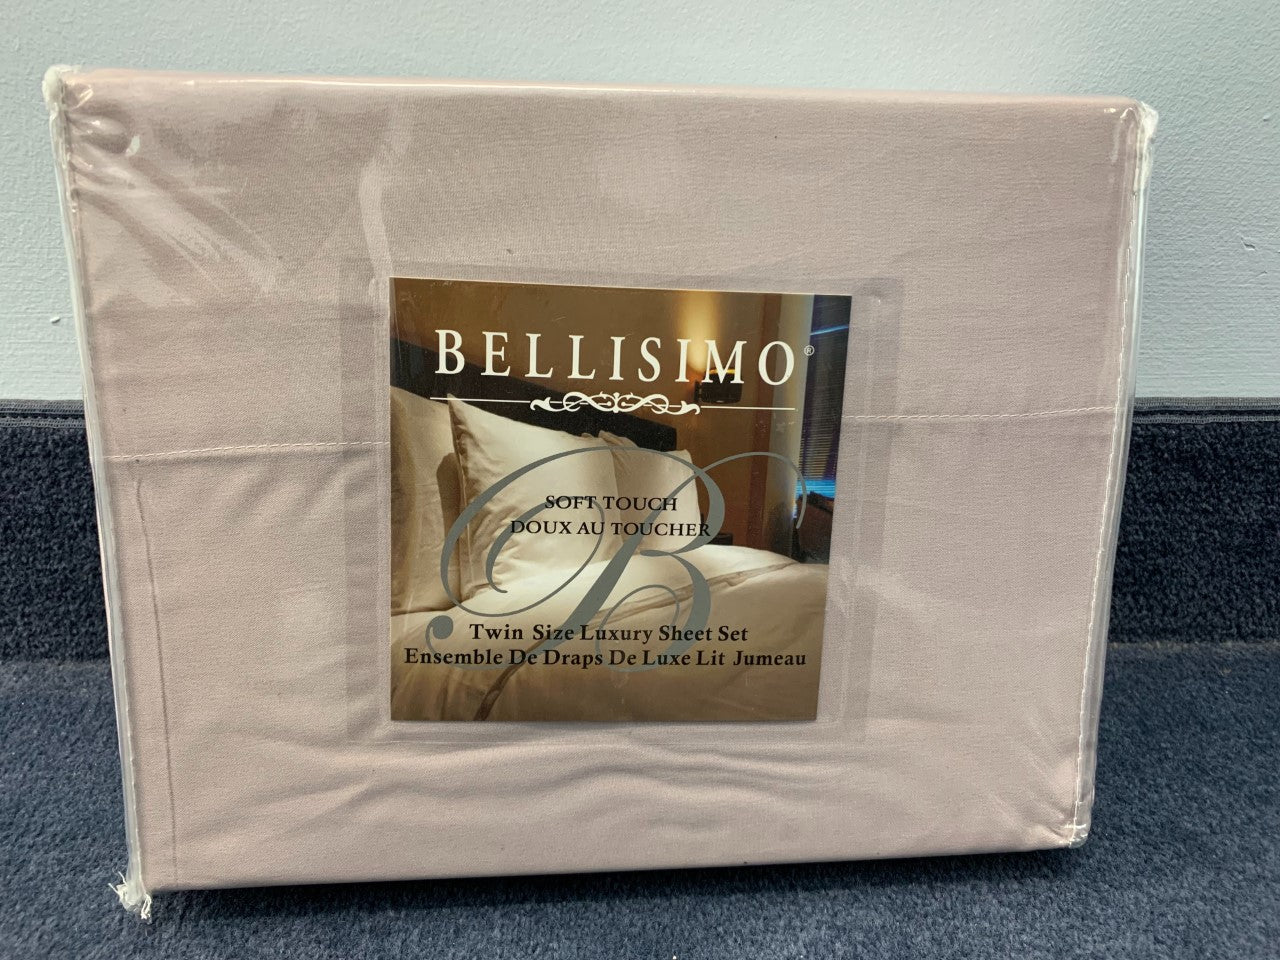 BELLISIMO®
B
SOFT TOUCH
DOUX AU TOUCHER
Twin Size Luxury Sheet Set
Ensemble De Draps De Luxe Lit Jumeau